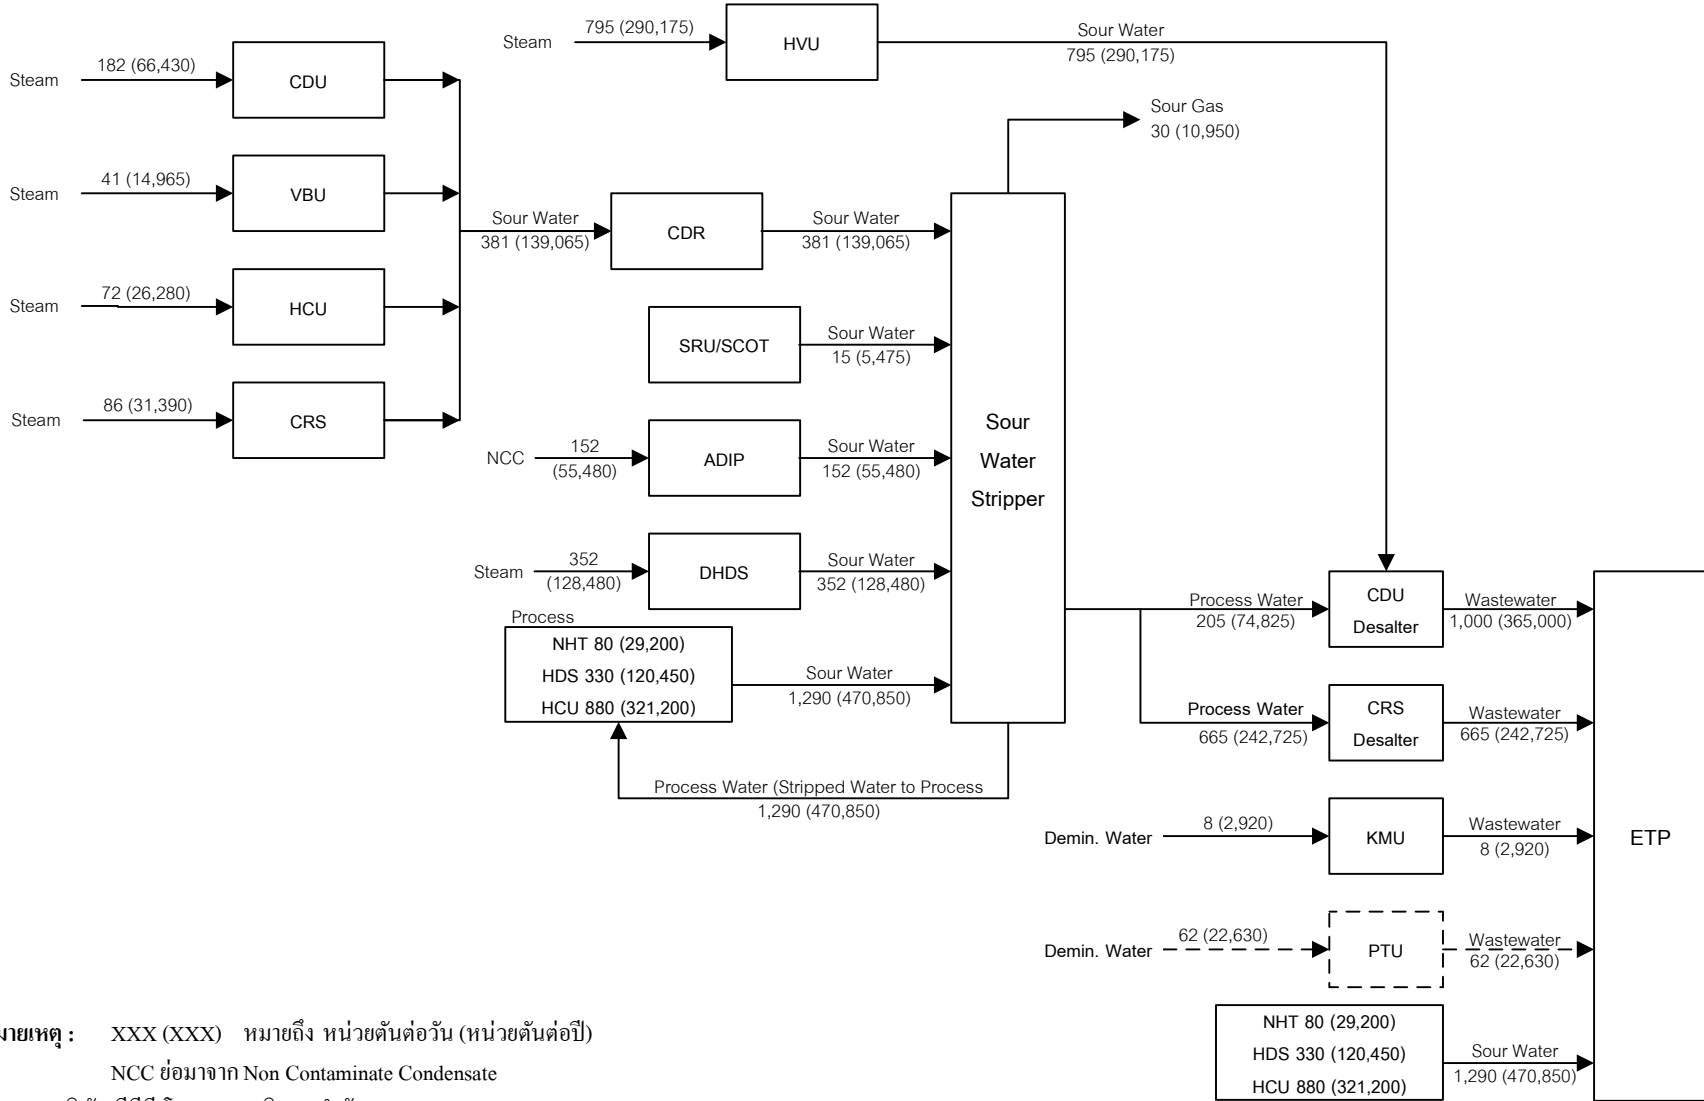 Steam
795 (290,175)
HVU
Sour Water
795 (290,175)
Steam
182 (66,430)
CDU
Sour Gas
30 (10,950)
Steam
41 (14,965)
VBU
Sour Water
381 (139,065)
CDR
Sour Water
381 (139,065)
Steam
72 (26,280)
HCU
SRU/SCOT
Sour Water
15 (5,475)
Steam
86 (31,390)
CRS
NCC
152
(55,480)
ADIP
Sour Water
152 (55,480)
Sour
Water
Stripper
Steam
352
(128,480)
DHDS
Sour Water
352 (128,480)
Process
NHT 80 (29,200)
HDS 330 (120,450)
HCU 880 (321,200)
Sour Water
1,290 (470,850)
Process Water (Stripped Water to Process
1,290 (470,850)
Process Water
205 (74,825)
CDU
Desalter
Wastewater
1,000 (365,000)
Process Water
665 (242,725)
CRS
Desalter
Wastewater
665 (242,725)
Demin. Water
8 (2,920)
KMU
Wastewater
8 (2,920)
ETP
Demin. Water
62 (22,630)
PTU
Wastewater
62 (22,630)
NHT 80 (29,200)
HDS 330 (120,450)
HCU 880 (321,200)
Sour Water
1,290 (470,850)
มายเหตุ : XXX (XXX) หมายถึง หน่วยตันต่อวัน (หน่วยตันต่อปี)
NCC ย่อมาจาก Non Contaminate Condensate